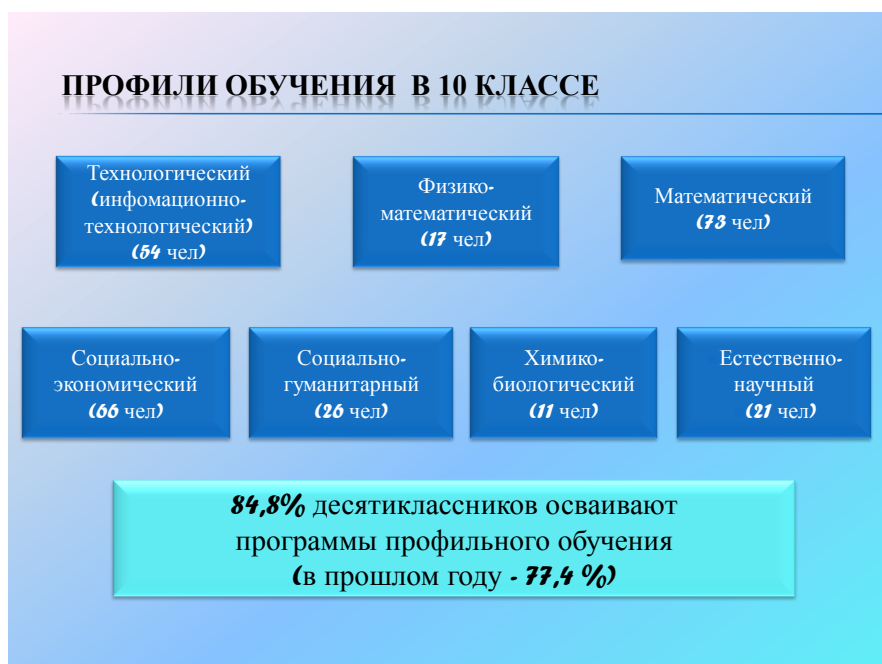 ПРОФИЛИ ОБУЧЕНИЯ В 10 КЛАССЕ
Технологический
(инфомационно-
технологический)
(54 чел)
Физико-
математический
(17 чел)
Математический
(73 чел)
Социально-
экономический
(66 чел)
Социально-
гуманитарный
(26 чел)
Химико-
биологический
(11 чел)
Естественно-
научный
(21 чел)
84,8% десятиклассников осваивают
программы профильного обучения
(в прошлом году - 77,4 %)